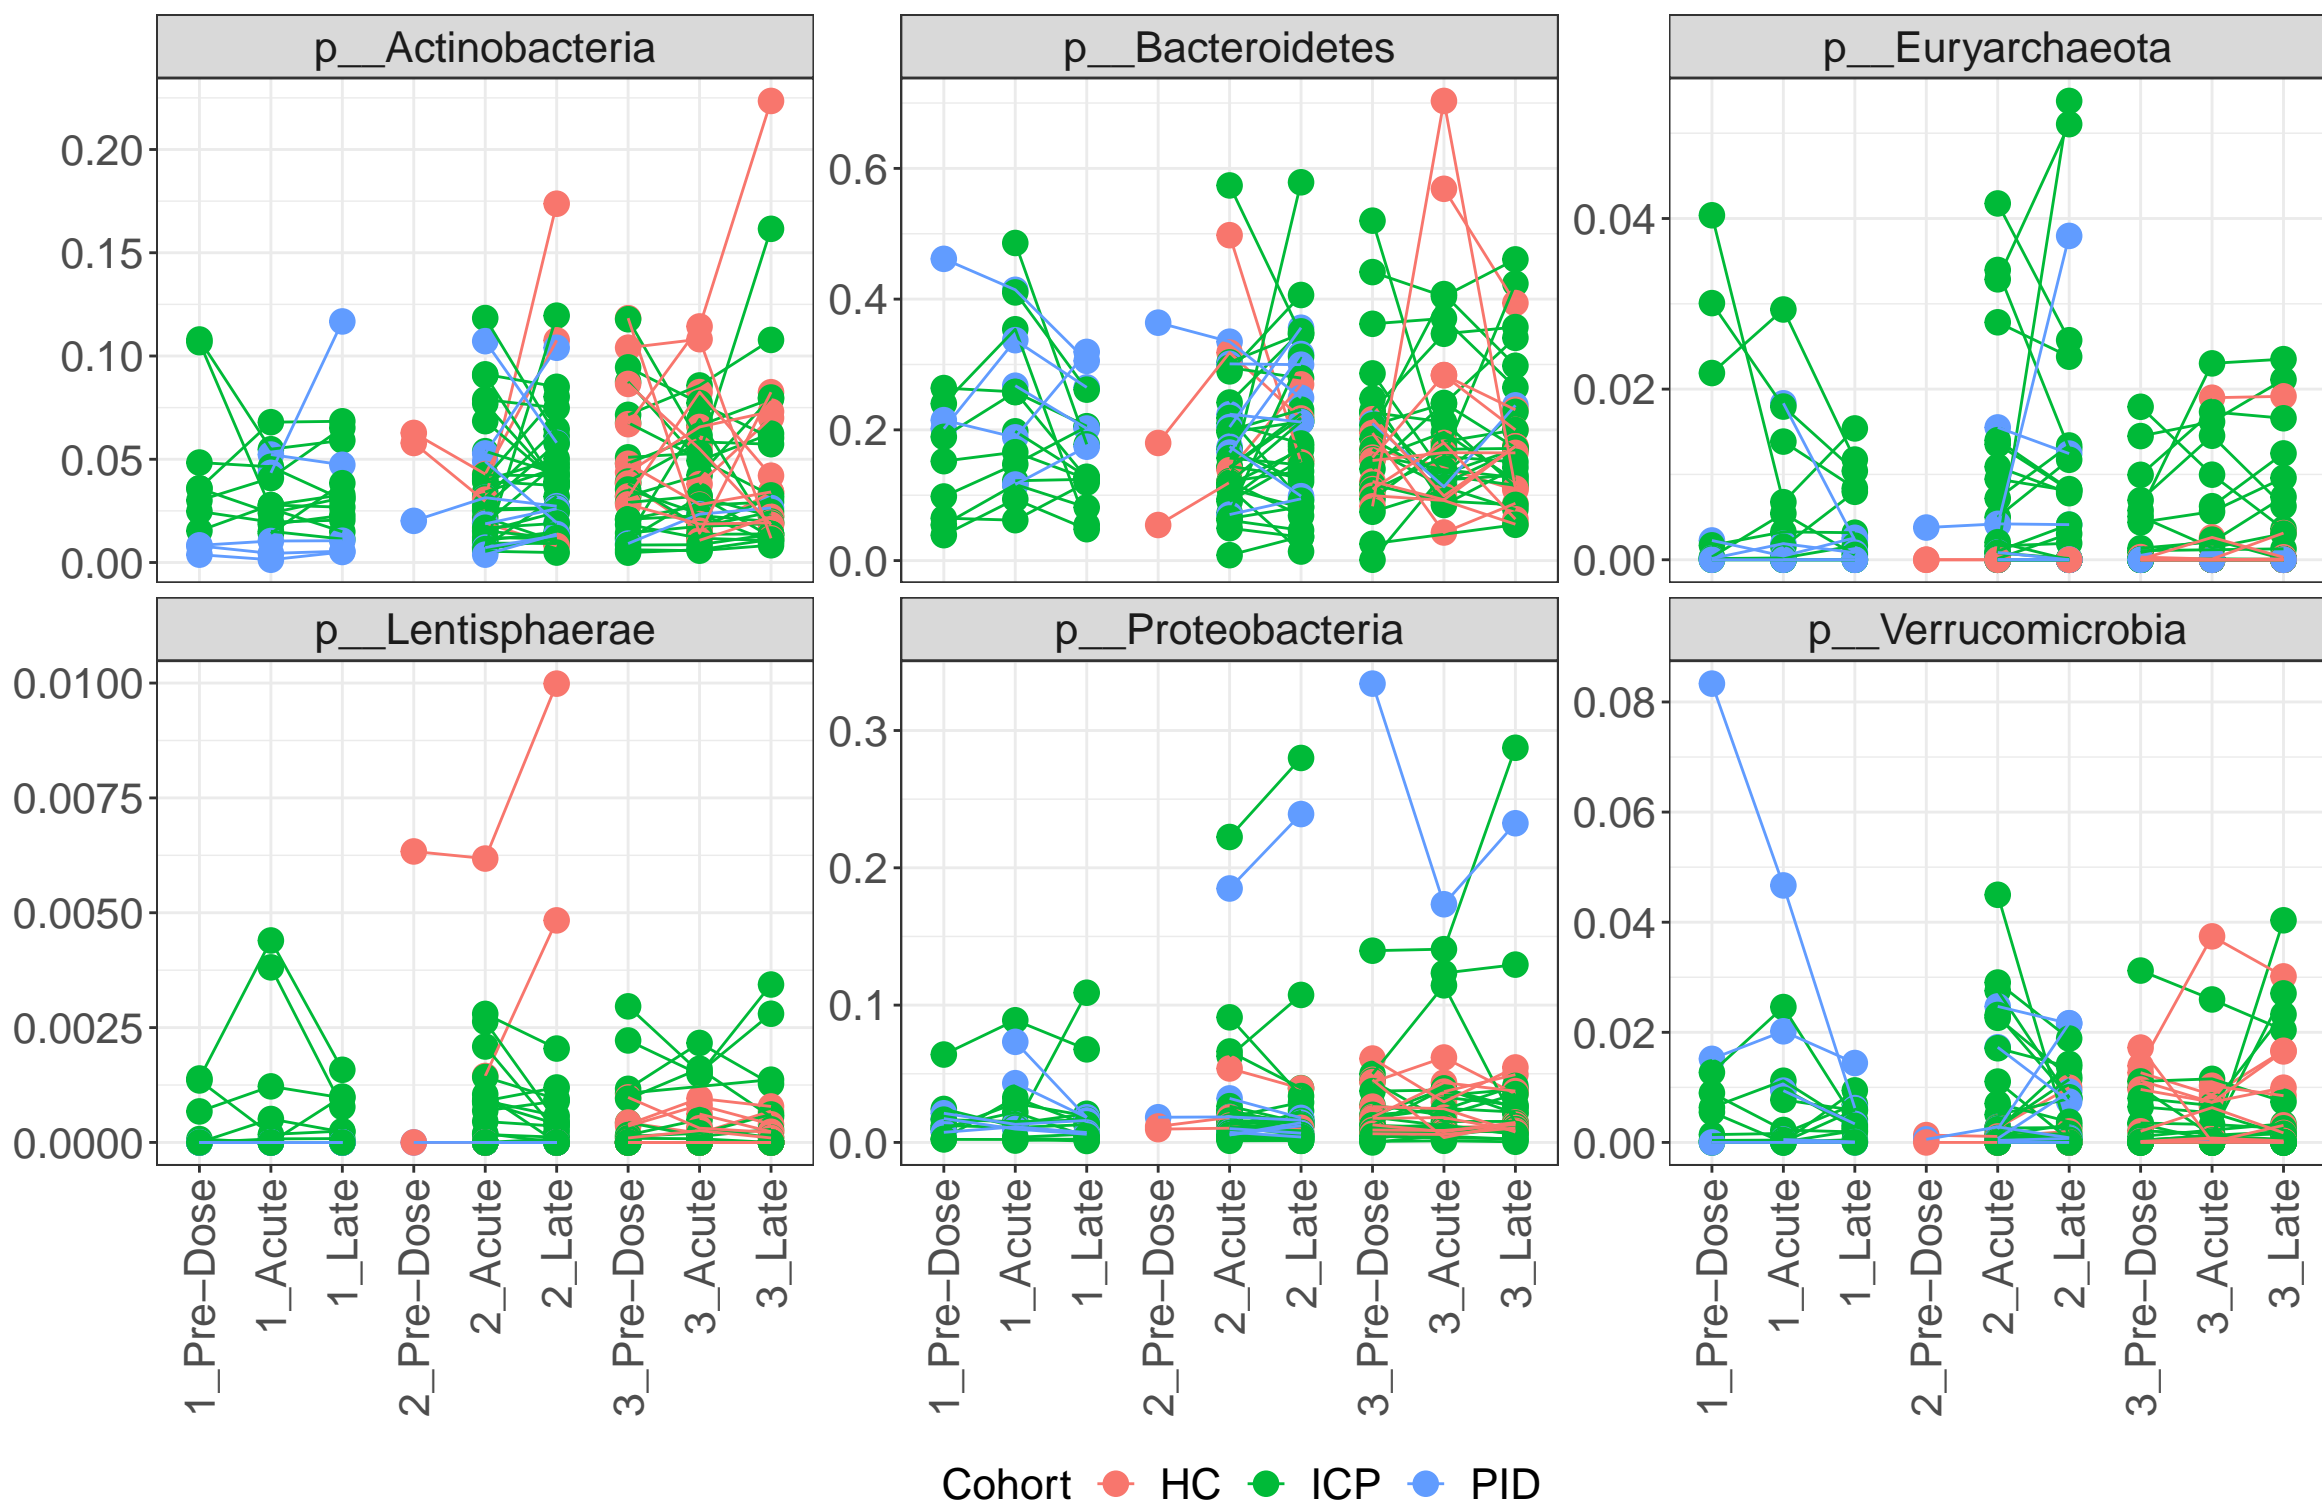 p__Actinobacteria
p__Bacteroidetes
p__Euryarchaeota
0.20
0.15
0.10
0.05
0.00
0.6
0.4
0.2
0.0
0.04
0.02
0.00
p__Lentisphaerae
p__Proteobacteria
p__Verrucomicrobia
0.0100
0.0075
0.0050
0.0025
0.0000
0.3
0.2
0.1
0.0
0.08
0.06
0.04
0.02
0.00
1_Pre−Dose
1_Acute
1_Late
2_Pre−Dose
2_Acute
2_Late
3_Pre−Dose
3_Acute
3_Late
1_Pre−Dose
1_Acute
1_Late
2_Pre−Dose
2_Acute
2_Late
3_Pre−Dose
3_Acute
3_Late
1_Pre−Dose
1_Acute
1_Late
2_Pre−Dose
2_Acute
2_Late
3_Pre−Dose
3_Acute
3_Late
Cohort HC ICP PID